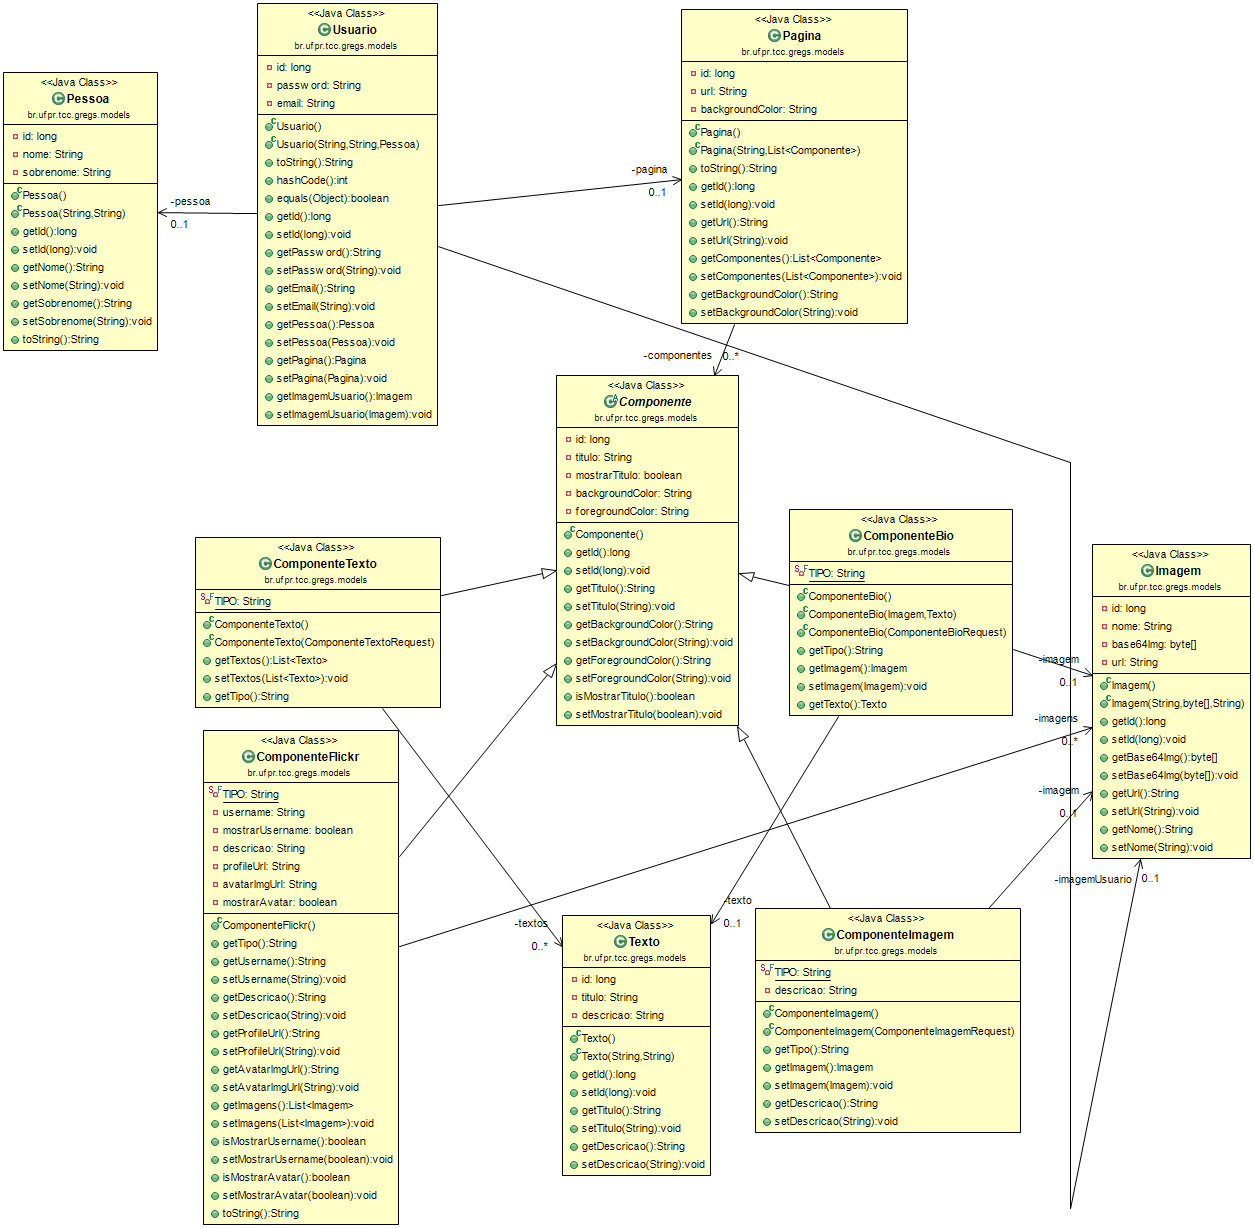 <<Java Class>>
Usuario
br.ufpr.tcc.gregs.models
id: long
password: String
email: String
Usuario()
Usuario(String,String,Pessoa)
toString():String
hashCode():int
equals(Object):boolean
getId():long
setId(long):void
getPassword():String
setPassword(String):void
getEmail():String
setEmail(String):void
getPessoa():Pessoa
setPessoa(Pessoa):void
getPagina():Pagina
setPagina(Pagina):void
getImagemUsuario():Imagem
setImagemUsuario(Imagem):void
<<Java Class>>
Pagina
br.ufpr.tcc.gregs.models
id: long
url: String
backgroundColor: String
Pagina()
Pagina(String,List<Componente>)
toString():String
getId():long
setId(long):void
getUrl():String
setUrl(String):void
getComponentes():List<Componente>
setComponentes(List<Componente>):void
getBackgroundColor():String
setBackgroundColor(String):void
<<Java Class>>
Pessoa
br.ufpr.tcc.gregs.models
id: long
nome: String
sobrenome: String
Pessoa()
Pessoa(String,String)
getId():long
setId(long):void
getNome():String
setNome(String):void
getSobrenome():String
setSobrenome(String):void
toString():String
-pessoa
0..1
-pagina
0..1
-componentes
0..*
<<Java Class>>
Componente
br.ufpr.tcc.gregs.models
id: long
titulo: String
mostrarTitulo: boolean
backgroundColor: String
foregroundColor: String
Componente()
getId():long
setId(long):void
getTitulo():String
setTitulo(String):void
getBackgroundColor():String
setBackgroundColor(String):void
getForegroundColor():String
setForegroundColor(String):void
isMostrarTitulo():boolean
setMostrarTitulo(boolean):void
<<Java Class>>
ComponenteBio
br.ufpr.tcc.gregs.models
TIPO: String
ComponenteBio()
ComponenteBio(Imagem,Texto)
ComponenteBio(ComponenteBioRequest)
getTipo():String
getImagem():Imagem
setImagem(Imagem):void
getTexto():Texto
<<Java Class>>
ComponenteTexto
br.ufpr.tcc.gregs.models
TIPO: String
ComponenteTexto()
ComponenteTexto(ComponenteTextoRequest)
getTextos():List<Texto>
setTextos(List<Texto>):void
getTipo():String
<<Java Class>>
Imagem
br.ufpr.tcc.gregs.models
id: long
nome: String
base64Img: byte[]
url: String
Imagem()
Imagem(String,byte[],String)
getId():long
setId(long):void
getBase64Img():byte[]
setBase64Img(byte[]):void
getUrl():String
setUrl(String):void
getNome():String
setNome(String):void
-imagem
0..1
-imagens
0..*
-imagem
0..1
-imagemUsuario
0..1
<<Java Class>>
ComponenteFlickr
br.ufpr.tcc.gregs.models
TIPO: String
username: String
mostrarUsername: boolean
descricao: String
profileUrl: String
avatarImgUrl: String
mostrarAvatar: boolean
ComponenteFlickr()
getTipo():String
getUsername():String
setUsername(String):void
getDescricao():String
setDescricao(String):void
getProfileUrl():String
setProfileUrl(String):void
getAvatarImgUrl():String
setAvatarImgUrl(String):void
getImagens():List<Imagem>
setImagens(List<Imagem>):void
isMostrarUsername():boolean
setMostrarUsername(boolean):void
isMostrarAvatar():boolean
setMostrarAvatar(boolean):void
toString():String
-textos
0..*
-texto
0..1
<<Java Class>>
Texto
br.ufpr.tcc.gregs.models
id: long
titulo: String
descricao: String
Texto()
Texto(String,String)
getId():long
setId(long):void
getTitulo():String
setTitulo(String):void
getDescricao():String
setDescricao(String):void
<<Java Class>>
ComponenteImagem
br.ufpr.tcc.gregs.models
TIPO: String
descricao: String
ComponenteImagem()
ComponenteImagem(ComponenteImagemRequest)
getTipo():String
getImagem():Imagem
setImagem(Imagem):void
getDescricao():String
setDescricao(String):void